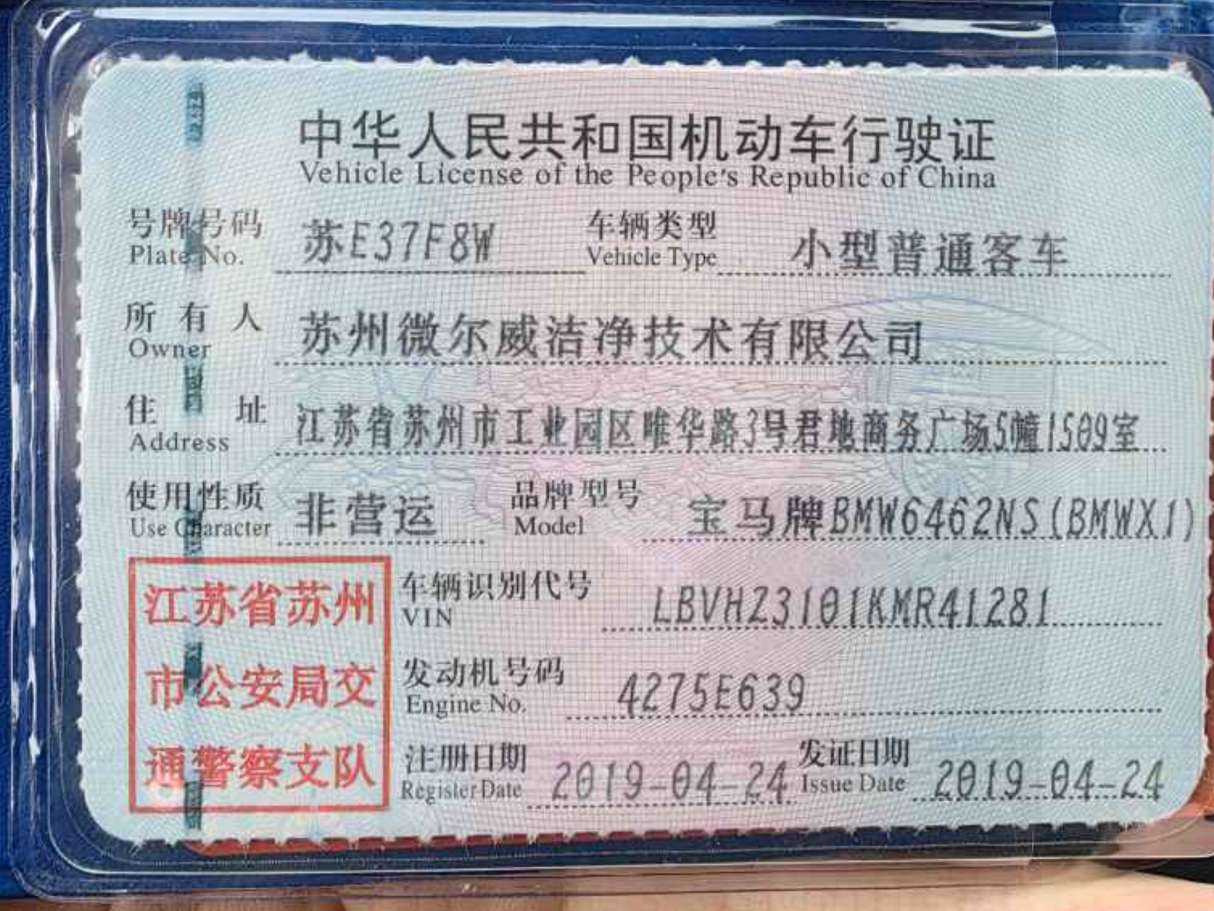 中华人民共和国机动车行驶证
Vehicle License of the People's Republic of China
号牌号码 苏E37F8W 车辆类型 小型普通客车
Plate No. Vehicle Type
所有人 苏州微尔威洁净技术有限公司
Owner
住址 江苏省苏州市工业园区唯华路3号君地商务广场5幢1509室
Address
使用性质 非营运 品牌型号 宝马牌BMW6462NS(BMWX1)
Use Character Model
江苏省苏州
市公安局交
通警察支队
车辆识别代号 LBVHZ3101KMR41281
VIN
发动机号码 4275E639
Engine No.
注册日期 2019-04-24 发证日期 2019-04-24
Register Date Issue Date